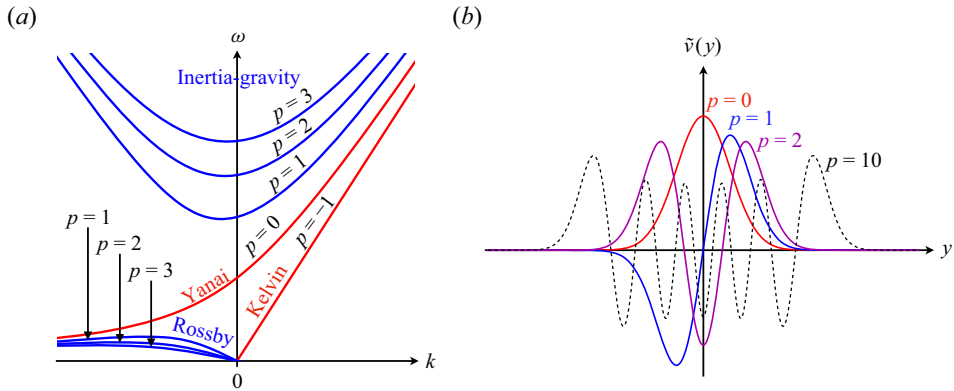 (a)
ω
Inertia-gravity
p = 3
p = 2
p = 1
p = 0
p = −1
p = 1
p = 2
p = 3
Yanai
Kelvin
Rossby
k
0
(b)
ṽ(y)
p = 0
p = 1
p = 2
p = 10
y